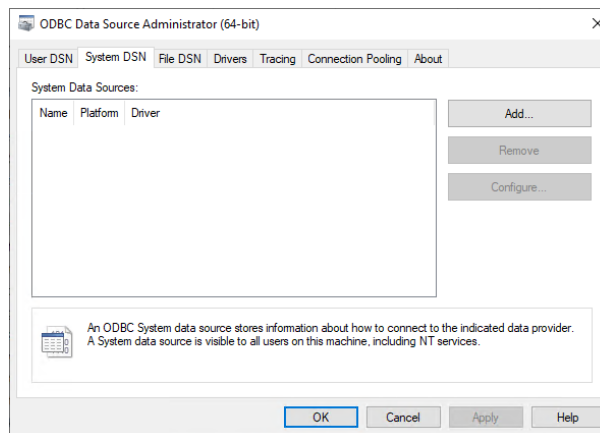 ODBC Data Source Administrator (64-bit)
User DSN System DSN File DSN Drivers Tracing Connection Pooling About
System Data Sources:
Name Platform Driver
Add...
Remove
Configure...
An ODBC System data source stores information about how to connect to the indicated data provider.
A System data source is visible to all users on this machine, including NT services.
OK Cancel Apply Help